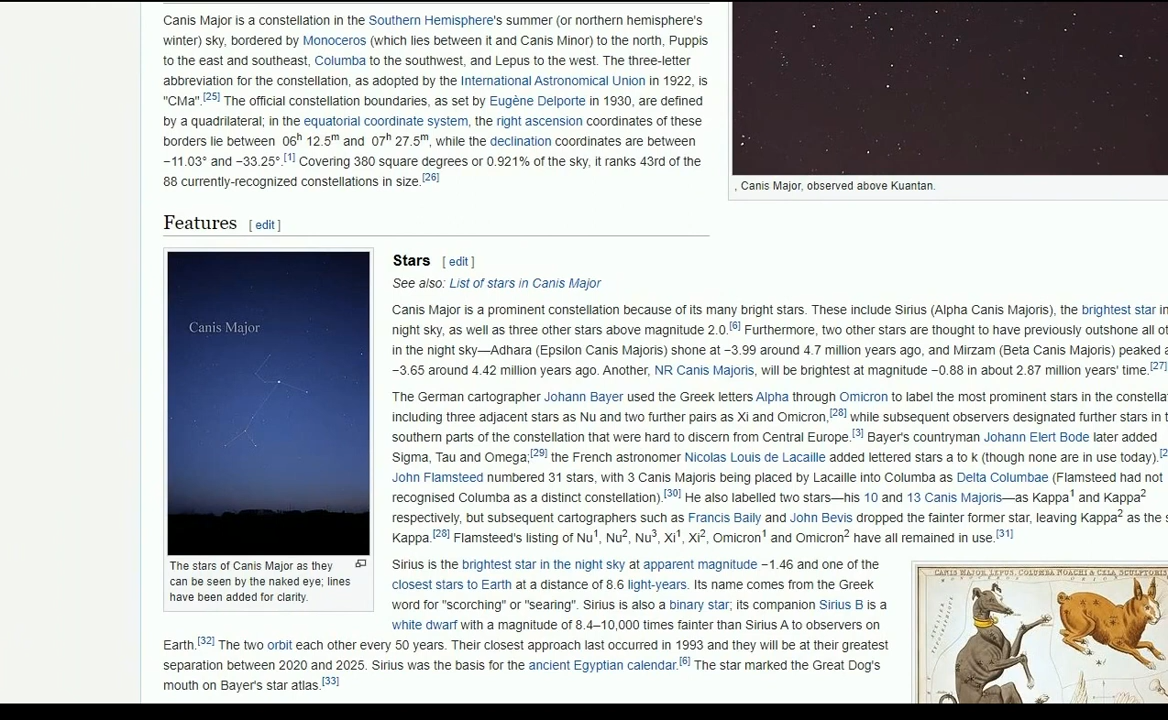 Canis Major is a constellation in the Southern Hemisphere's summer (or northern hemisphere's
winter) sky, bordered by Monoceros (which lies between it and Canis Minor) to the north, Puppis
to the east and southeast, Columba to the southwest, and Lepus to the west. The three-letter
abbreviation for the constellation, as adopted by the International Astronomical Union in 1922, is
"CMa".[25] The official constellation boundaries, as set by Eugène Delporte in 1930, are defined
by a quadrilateral; in the equatorial coordinate system, the right ascension coordinates of these
borders lie between 06h 12.5m and 07h 27.5m, while the declination coordinates are between
−11.03° and −33.25°.[1] Covering 380 square degrees or 0.921% of the sky, it ranks 43rd of the
88 currently-recognized constellations in size.[26]
, Canis Major, observed above Kuantan.
Features [ edit ]
Canis Major
The stars of Canis Major as they
can be seen by the naked eye; lines
have been added for clarity.
Stars [ edit ]
See also: List of stars in Canis Major
Canis Major is a prominent constellation because of its many bright stars. These include Sirius (Alpha Canis Majoris), the brightest star in
night sky, as well as three other stars above magnitude 2.0.[6] Furthermore, two other stars are thought to have previously outshone all ot
in the night sky—Adhara (Epsilon Canis Majoris) shone at −3.99 around 4.7 million years ago, and Mirzam (Beta Canis Majoris) peaked a
−3.65 around 4.42 million years ago. Another, NR Canis Majoris, will be brightest at magnitude −0.88 in about 2.87 million years' time.[27]
The German cartographer Johann Bayer used the Greek letters Alpha through Omicron to label the most prominent stars in the constella
including three adjacent stars as Nu and two further pairs as Xi and Omicron,[28] while subsequent observers designated further stars in t
southern parts of the constellation that were hard to discern from Central Europe.[3] Bayer's countryman Johann Elert Bode later added
Sigma, Tau and Omega;[29] the French astronomer Nicolas Louis de Lacaille added lettered stars a to k (though none are in use today).[2
John Flamsteed numbered 31 stars, with 3 Canis Majoris being placed by Lacaille into Columba as Delta Columbae (Flamsteed had not
recognised Columba as a distinct constellation).[30] He also labelled two stars—his 10 and 13 Canis Majoris—as Kappa1 and Kappa2
respectively, but subsequent cartographers such as Francis Baily and John Bevis dropped the fainter former star, leaving Kappa2 as the s
Kappa.[28] Flamsteed's listing of Nu1, Nu2, Nu3, Xi1, Xi2, Omicron1 and Omicron2 have all remained in use.[31]
Sirius is the brightest star in the night sky at apparent magnitude −1.46 and one of the
closest stars to Earth at a distance of 8.6 light-years. Its name comes from the Greek
word for "scorching" or "searing". Sirius is also a binary star; its companion Sirius B is a
white dwarf with a magnitude of 8.4–10,000 times fainter than Sirius A to observers on
Earth.[32] The two orbit each other every 50 years. Their closest approach last occurred in 1993 and they will be at their greatest
separation between 2020 and 2025. Sirius was the basis for the ancient Egyptian calendar.[6] The star marked the Great Dog's
mouth on Bayer's star atlas.[33]
CANIS MAJOR, LEPUS, COLUMBA NOACHI & CELA SCULPTORIS